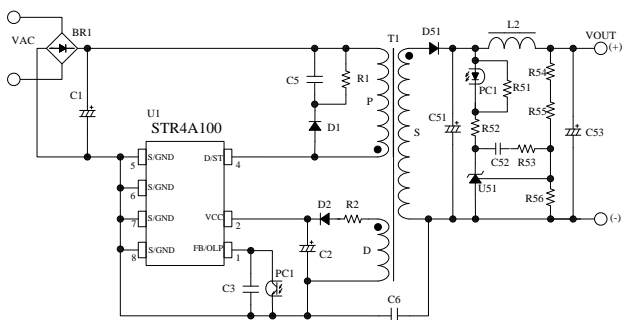 VAC
BR1
C1
U1
STR4A100
S/GND
5
S/GND
6
S/GND
7
S/GND
8
D/ST
4
VCC
2
FB/OLP
1
C5
R1
D1
T1
P
S
D
D2
R2
C2
C3
PC1
C6
D51
L2
VOUT
(+)
PC1
R51
R54
R55
R52
C51
C52
R53
C53
U51
R56
(-)